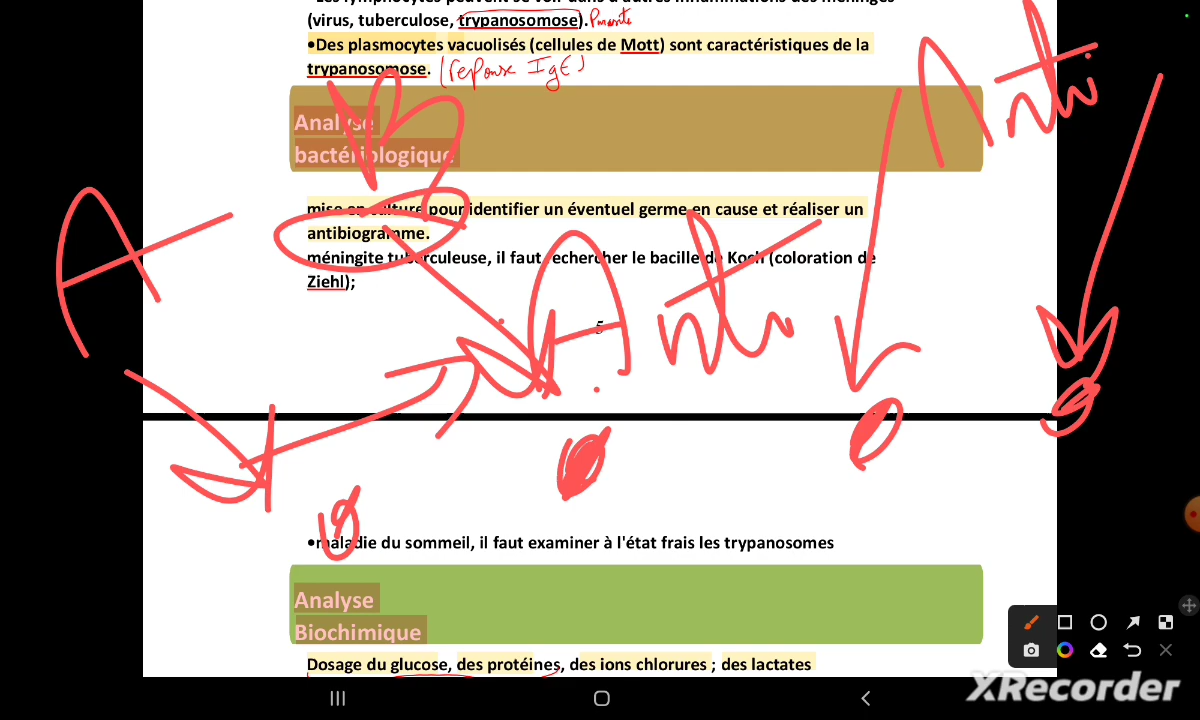 (virus, tuberculose, trypanosomose). Parasite
•Des plasmocytes vacuolisés (cellules de Mott) sont caractéristiques de la
trypanosomose. (reponse IgE)
Analyse
bactériologique
mise en culture pour identifier un éventuel germe en cause et réaliser un
antibiogramme.
méningite tuberculeuse, il faut rechercher le bacille de Koch (coloration de
Ziehl);
5
A
B
Anti
Anti
•maladie du sommeil, il faut examiner à l'état frais les trypanosomes
Analyse
Biochimique
Dosage du glucose, des protéines, des ions chlorures ; des lactates
XRecorder